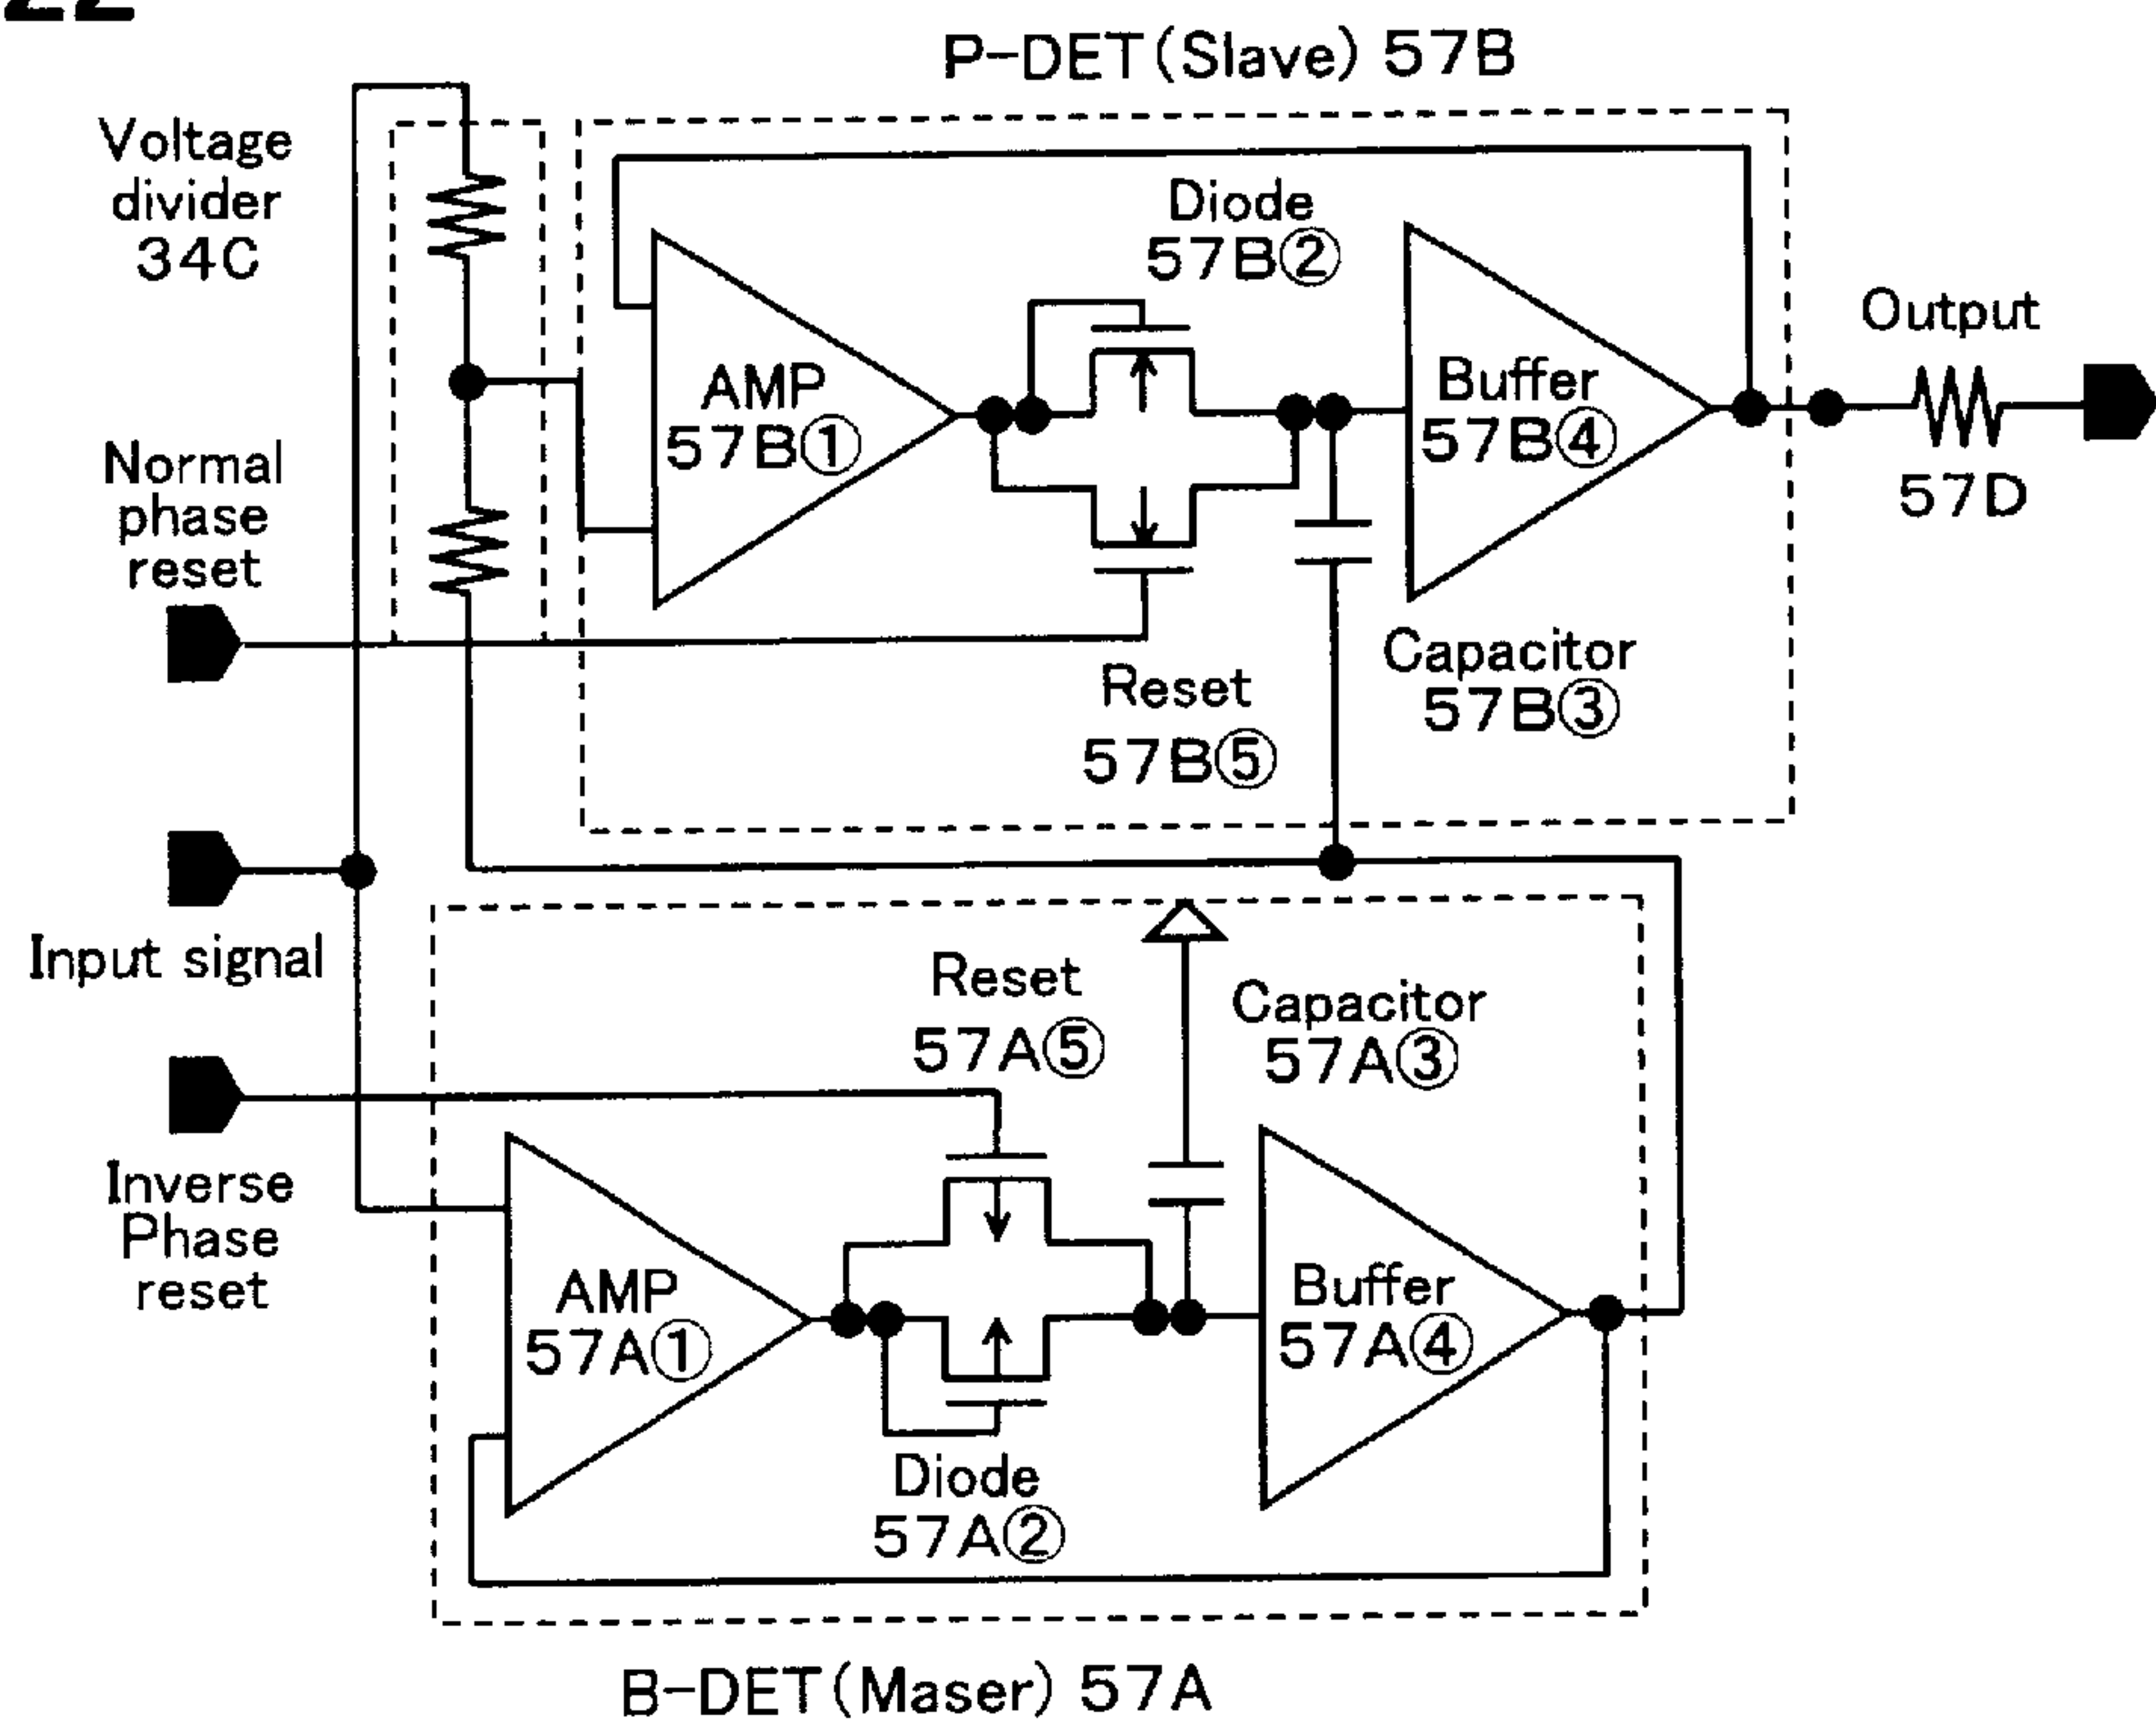 22
P-DET(Slave) 57B
Voltage
divider
34C
Diode
57B②
Output
AMP
57B①
Buffer
57B④
57D
Normal
phase
reset
Reset
57B⑤
Capacitor
57B③
Input signal
Reset
57A⑤
Capacitor
57A③
Inverse
Phase
reset
AMP
57A①
Buffer
57A④
Diode
57A②
B-DET(Maser) 57A